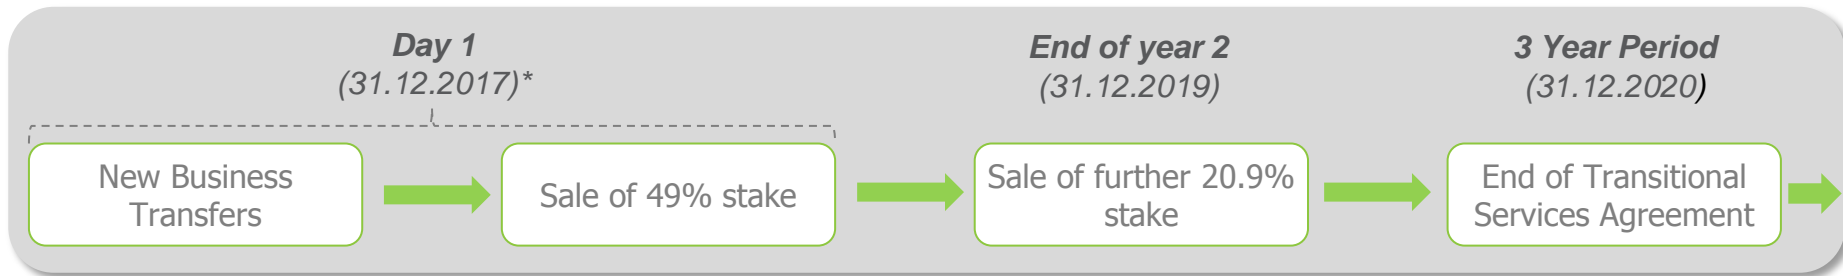 Day 1
(31.12.2017)*
End of year 2
(31.12.2019)
3 Year Period
(31.12.2020)
New Business
Transfers
Sale of 49% stake
Sale of further 20.9%
stake
End of Transitional
Services Agreement